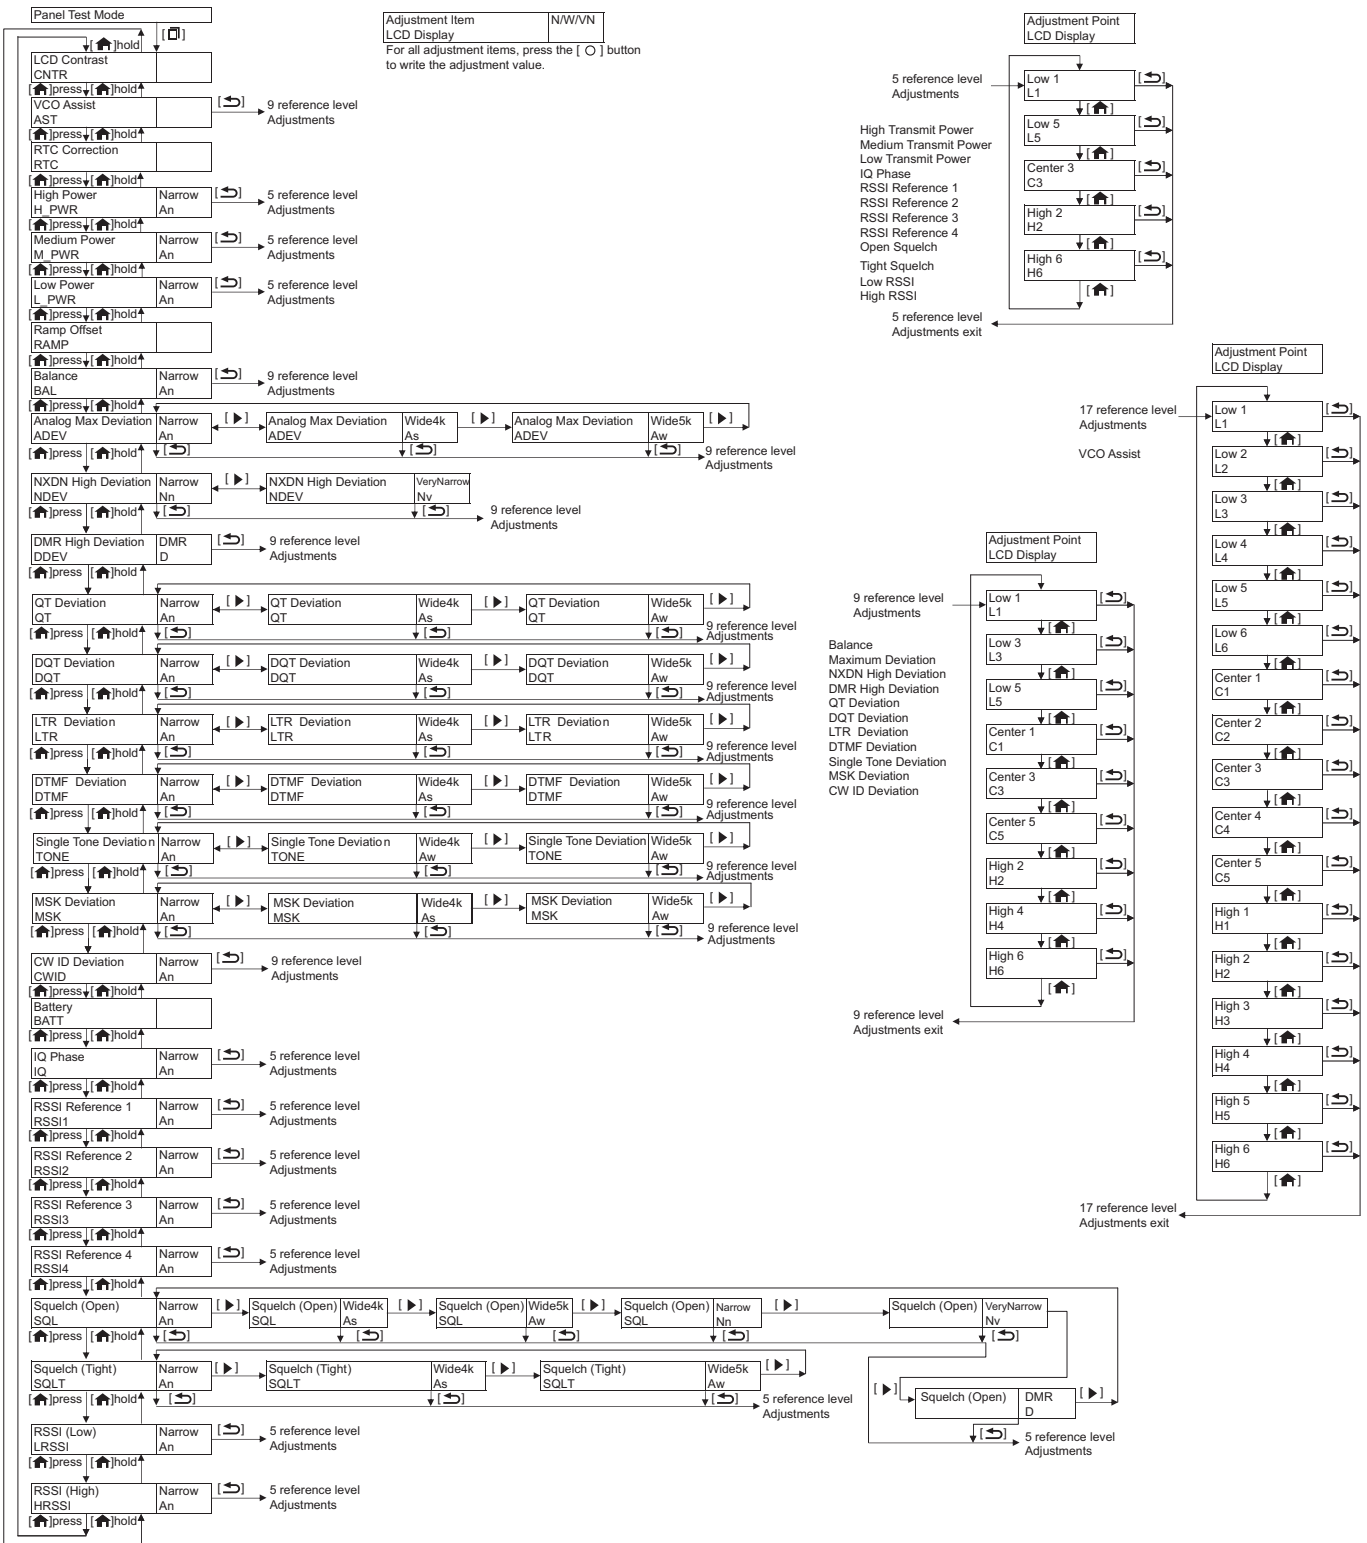 Panel Test Mode
[ ]
[ ]hold
LCD Contrast
CNTR
[ ]press [ ]hold
VCO Assist
AST
[ ] 9 reference level
Adjustments
[ ]press [ ]hold
RTC Correction
RTC
[ ]press [ ]hold
High Power Narrow
H_PWR An
[ ] 5 reference level
Adjustments
[ ]press [ ]hold
Medium Power Narrow
M_PWR An
[ ] 5 reference level
Adjustments
[ ]press [ ]hold
Low Power Narrow
L_PWR An
[ ] 5 reference level
Adjustments
[ ]press [ ]hold
Ramp Offset
RAMP
[ ]press [ ]hold
Balance Narrow
BAL An
[ ] 9 reference level
Adjustments
[ ]press [ ]hold
Analog Max Deviation Narrow [ ] Analog Max Deviation Wide4k [ ] Analog Max Deviation Wide5k [ ]
ADEV An ADEV As ADEV Aw
[ ]press [ ]hold [ ] [ ] [ ] 9 reference level
Adjustments
NXDN High Deviation Narrow [ ] NXDN High Deviation VeryNarrow
NDEV Nn NDEV Nv
[ ]press [ ]hold [ ] [ ] 9 reference level
Adjustments
DMR High Deviation DMR [ ] 9 reference level
DDEV D Adjustments
[ ]press [ ]hold
QT Deviation Narrow [ ] QT Deviation Wide4k [ ] QT Deviation Wide5k [ ]
QT An QT As QT Aw
[ ]press [ ]hold [ ] [ ] [ ] 9 reference level
Adjustments
DQT Deviation Narrow [ ] DQT Deviation Wide4k [ ] DQT Deviation Wide5k [ ]
DQT An DQT As DQT Aw
[ ]press [ ]hold [ ] [ ] [ ] 9 reference level
Adjustments
LTR Deviation Narrow [ ] LTR Deviation Wide4k [ ] LTR Deviation Wide5k [ ]
LTR An LTR As LTR Aw
[ ]press [ ]hold [ ] [ ] [ ] 9 reference level
Adjustments
DTMF Deviation Narrow [ ] DTMF Deviation Wide4k [ ] DTMF Deviation Wide5k [ ]
DTMF An DTMF As DTMF Aw
[ ]press [ ]hold [ ] [ ] [ ] 9 reference level
Adjustments
Single Tone Deviation Narrow [ ] Single Tone Deviation Wide4k [ ] Single Tone Deviation Wide5k [ ]
TONE An TONE Aw TONE Aw
[ ]press [ ]hold [ ] [ ] [ ] 9 reference level
Adjustments
MSK Deviation Narrow [ ] MSK Deviation Wide4k [ ] MSK Deviation Wide5k [ ]
MSK An MSK As MSK Aw
[ ]press [ ]hold [ ] [ ] [ ] 9 reference level
Adjustments
CW ID Deviation Narrow [ ] 9 reference level
CWID An Adjustments
[ ]press [ ]hold
Battery
BATT
[ ]press [ ]hold
IQ Phase Narrow [ ] 5 reference level
IQ An Adjustments
[ ]press [ ]hold
RSSI Reference 1 Narrow [ ] 5 reference level
RSSI1 An Adjustments
[ ]press [ ]hold
RSSI Reference 2 Narrow [ ] 5 reference level
RSSI2 An Adjustments
[ ]press [ ]hold
RSSI Reference 3 Narrow [ ] 5 reference level
RSSI3 An Adjustments
[ ]press [ ]hold
RSSI Reference 4 Narrow [ ] 5 reference level
RSSI4 An Adjustments
[ ]press [ ]hold
Squelch (Open) Narrow [ ] Squelch (Open) Wide4k [ ] Squelch (Open) Wide5k [ ] Squelch (Open) Narrow [ ] Squelch (Open) VeryNarrow
SQL An SQL As SQL Aw SQL Nn Nv
[ ]press [ ]hold [ ] [ ] [ ] [ ] [ ]
Squelch (Tight) Narrow [ ] Squelch (Tight) Wide4k [ ] Squelch (Tight) Wide5k [ ]
SQLT An SQLT As SQLT Aw
[ ]press [ ]hold [ ] [ ] [ ] 5 reference level
Adjustments
[ ] Squelch (Open) DMR [ ]
D
[ ] 5 reference level
Adjustments
RSSI (Low) Narrow [ ] 5 reference level
LRSSI An Adjustments
[ ]press [ ]hold
RSSI (High) Narrow [ ] 5 reference level
HRSSI An Adjustments
[ ]press [ ]hold
Adjustment Item N/W/VN
LCD Display
For all adjustment items, press the [ ] button
to write the adjustment value.
Adjustment Point
LCD Display
5 reference level
Adjustments
High Transmit Power
Medium Transmit Power
Low Transmit Power
IQ Phase
RSSI Reference 1
RSSI Reference 2
RSSI Reference 3
RSSI Reference 4
Open Squelch
Tight Squelch
Low RSSI
High RSSI
Low 1 [ ]
L1
[ ]
Low 5 [ ]
L5
[ ]
Center 3 [ ]
C3
[ ]
High 2 [ ]
H2
[ ]
High 6 [ ]
H6
[ ]
5 reference level
Adjustments exit
Adjustment Point
LCD Display
9 reference level
Adjustments
Balance
Maximum Deviation
NXDN High Deviation
DMR High Deviation
QT Deviation
DQT Deviation
LTR Deviation
DTMF Deviation
Single Tone Deviation
MSK Deviation
CW ID Deviation
Low 1 [ ]
L1
[ ]
Low 3 [ ]
L3
[ ]
Low 5 [ ]
L5
[ ]
Center 1 [ ]
C1
[ ]
Center 3 [ ]
C3
[ ]
Center 5 [ ]
C5
[ ]
High 2 [ ]
H2
[ ]
High 4 [ ]
H4
[ ]
High 6 [ ]
H6
[ ]
9 reference level
Adjustments exit
Adjustment Point
LCD Display
17 reference level
Adjustments
VCO Assist
Low 1 [ ]
L1
[ ]
Low 2 [ ]
L2
[ ]
Low 3 [ ]
L3
[ ]
Low 4 [ ]
L4
[ ]
Low 5 [ ]
L5
[ ]
Low 6 [ ]
L6
[ ]
Center 1 [ ]
C1
[ ]
Center 2 [ ]
C2
[ ]
Center 3 [ ]
C3
[ ]
Center 4 [ ]
C4
[ ]
Center 5 [ ]
C5
[ ]
High 1 [ ]
H1
[ ]
High 2 [ ]
H2
[ ]
High 3 [ ]
H3
[ ]
High 4 [ ]
H4
[ ]
High 5 [ ]
H5
[ ]
High 6 [ ]
H6
[ ]
17 reference level
Adjustments exit